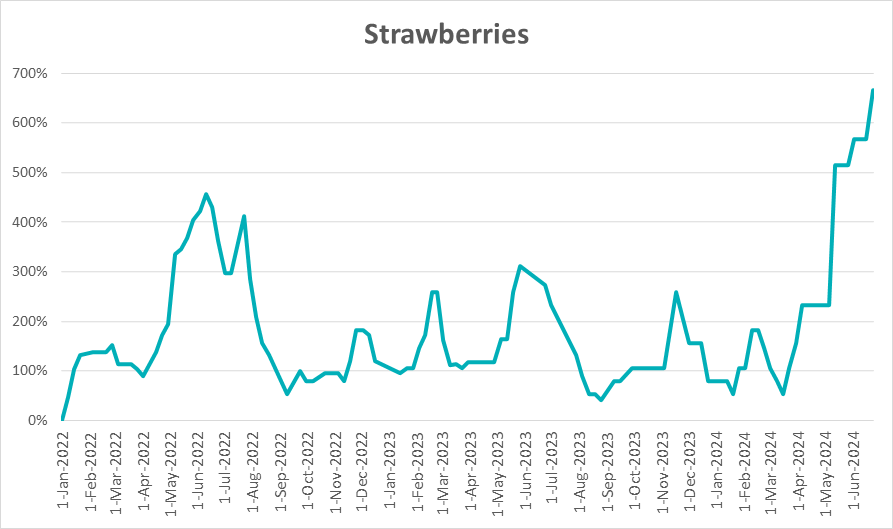 Strawberries
700%
600%
500%
400%
300%
200%
100%
0%
1-Jan-2022
1-Feb-2022
1-Mar-2022
1-Apr-2022
1-May-2022
1-Jun-2022
1-Jul-2022
1-Aug-2022
1-Sep-2022
1-Oct-2022
1-Nov-2022
1-Dec-2022
1-Jan-2023
1-Feb-2023
1-Mar-2023
1-Apr-2023
1-May-2023
1-Jun-2023
1-Jul-2023
1-Aug-2023
1-Sep-2023
1-Oct-2023
1-Nov-2023
1-Dec-2023
1-Jan-2024
1-Feb-2024
1-Mar-2024
1-Apr-2024
1-May-2024
1-Jun-2024